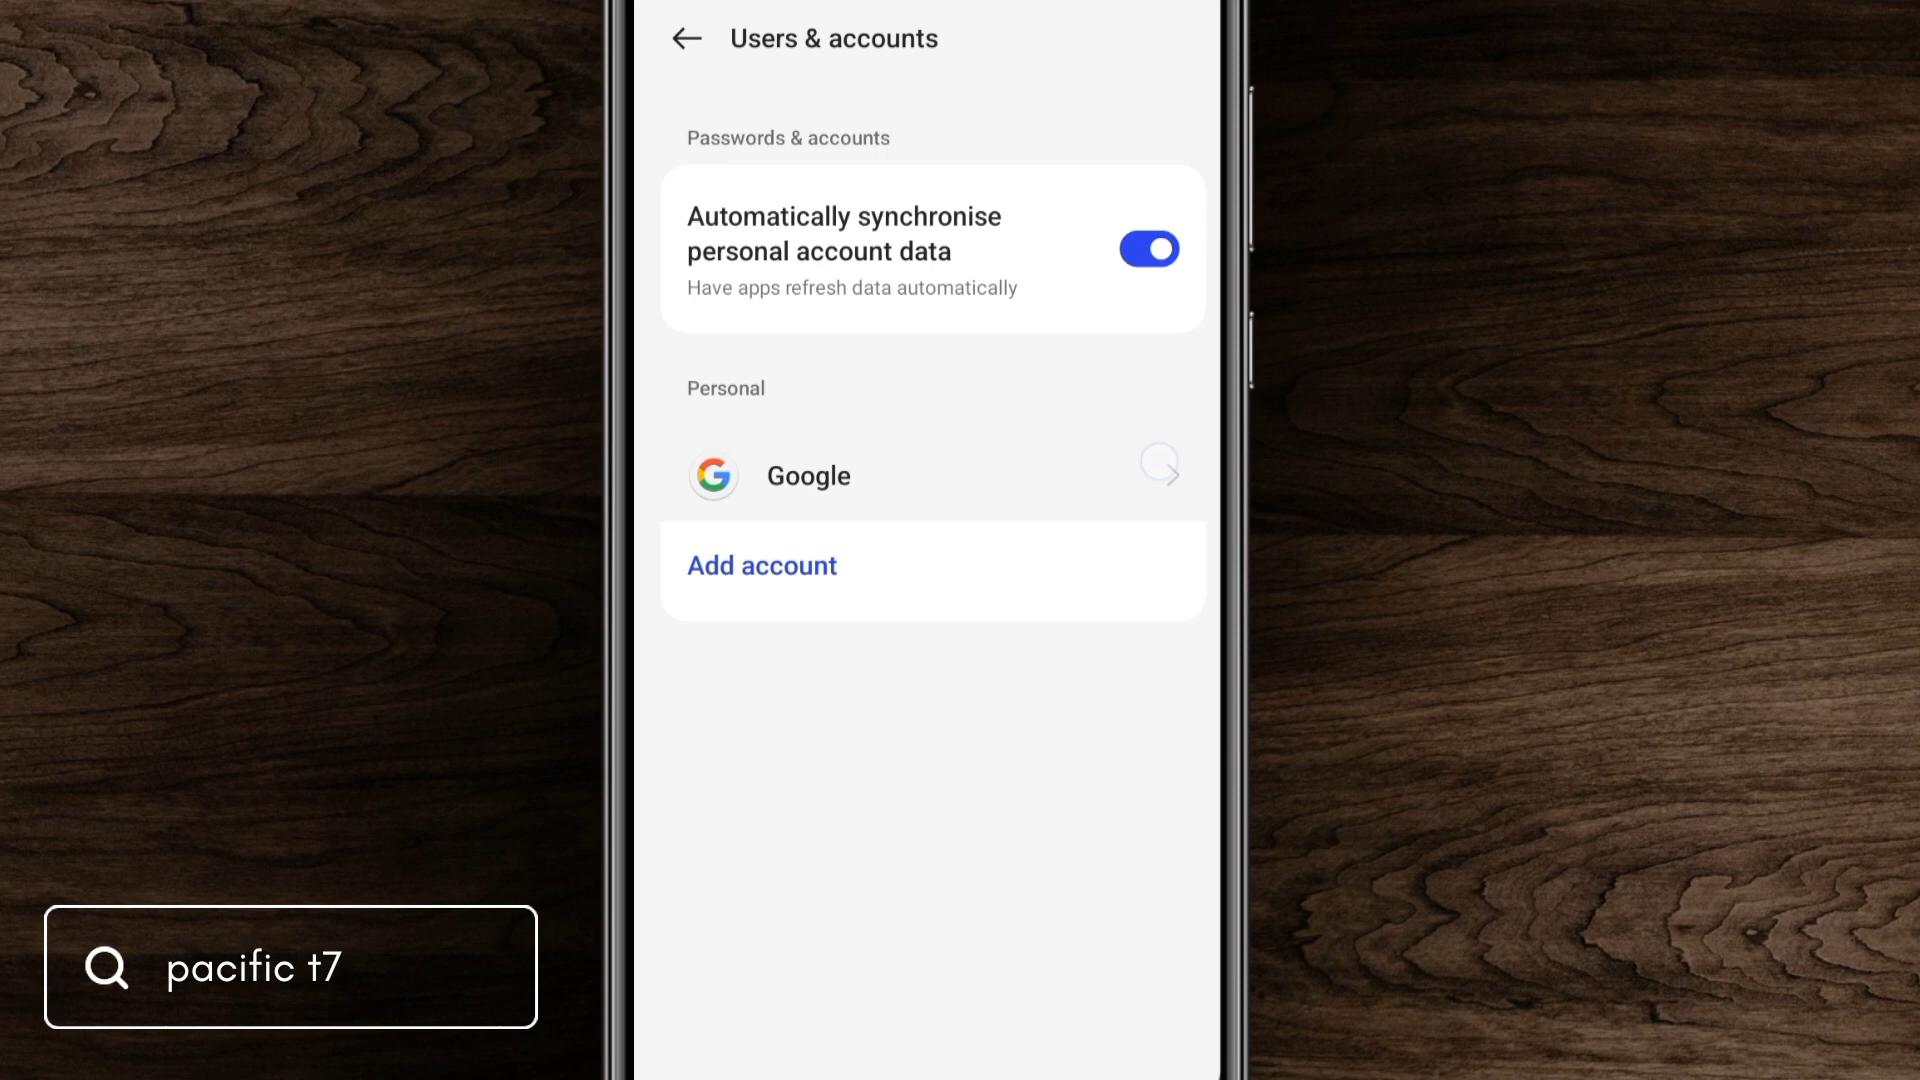 Users & accounts
Passwords & accounts
Automatically synchronise
personal account data
Have apps refresh data automatically
Personal
Google
Add account
pacific t7